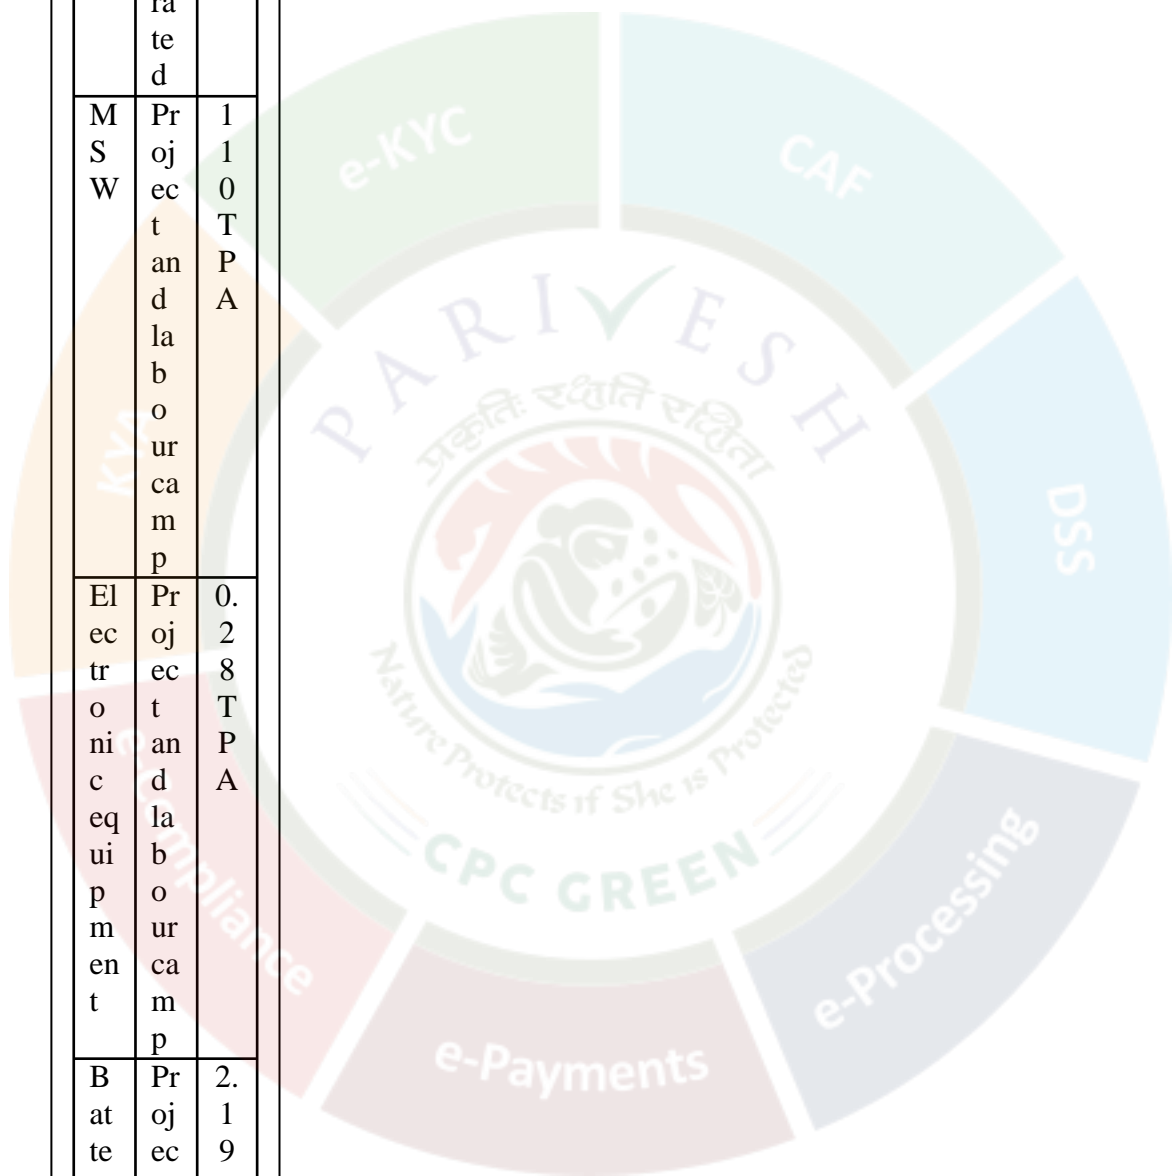 ra
te
d
M Pr 1
S oj 1
W ec 0
t T
an P
d A
la
b
o
ur
ca
m
p
El Pr 0.
ec oj 2
tr ec 8
o t T
ni an P
c d A
eq la
ui b
p o
m ur
en ca
t m
p
B Pr 2.
at oj 1
te ec 9
e-KYC
CAF
KYA
DSS
PARIVESH
प्रकृतिः रक्षति रक्षिता
Nature Protects if She is Protected
CPC GREEN
e-Compliance
e-Processing
e-Payments